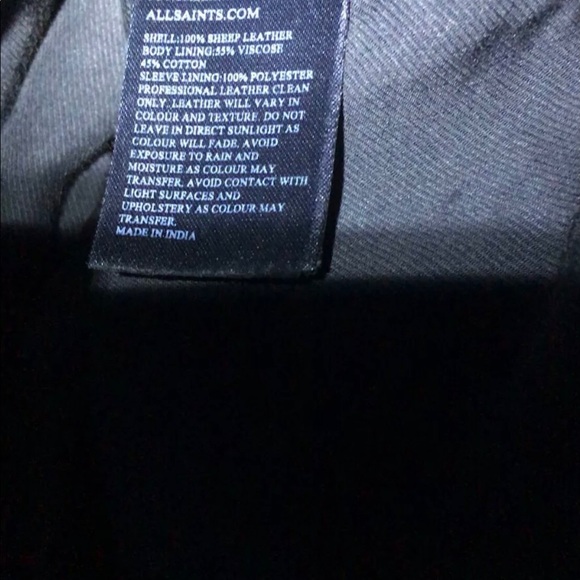 ALLSAINTS.COM
SHELL:100% SHEEP LEATHER
BODY LINING:55% VISCOSE
45% COTTON
SLEEVE LINING:100% POLYESTER
PROFESSIONAL LEATHER CLEAN
ONLY. LEATHER WILL VARY IN
COLOUR AND TEXTURE. DO NOT
LEAVE IN DIRECT SUNLIGHT AS
COLOUR WILL FADE. AVOID
EXPOSURE TO RAIN AND
MOISTURE AS COLOUR MAY
TRANSFER. AVOID CONTACT WITH
LIGHT SURFACES AND
UPHOLSTERY AS COLOUR MAY
TRANSFER.
MADE IN INDIA